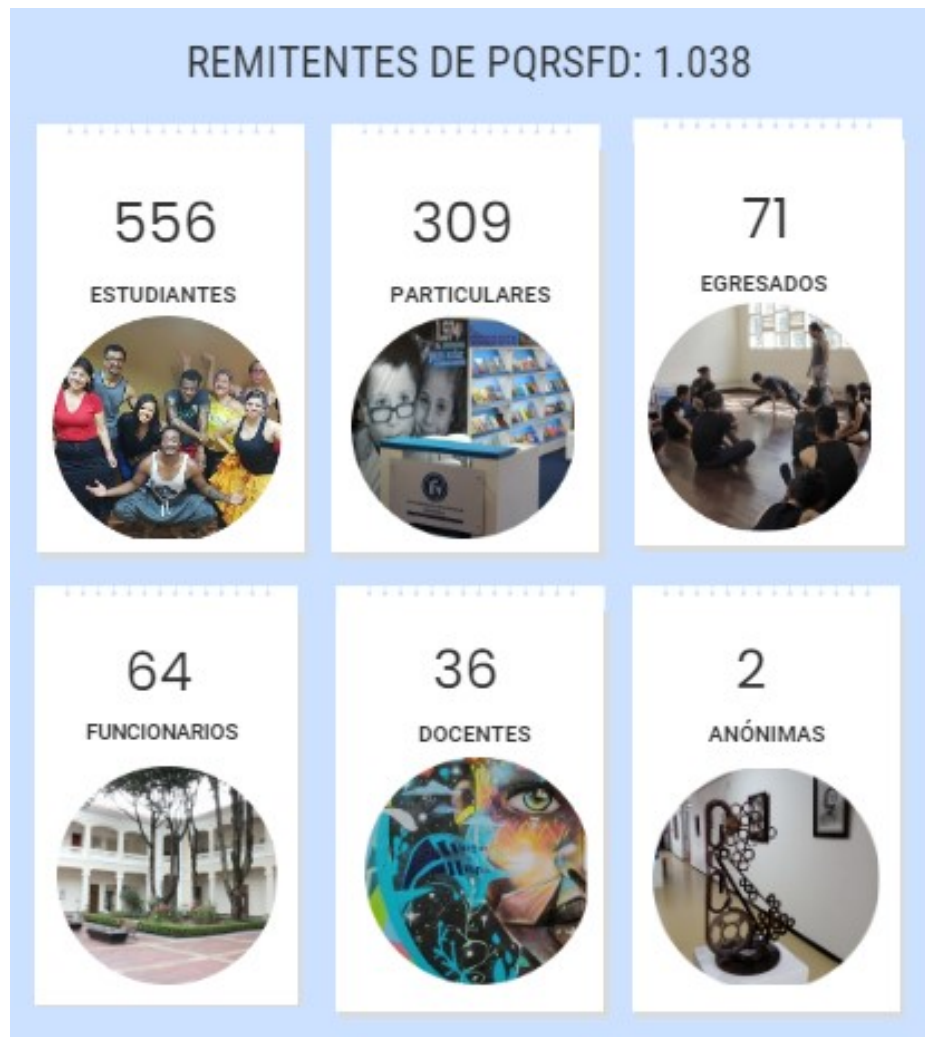 REMITENTES DE PQRSFD: 1.038
556
ESTUDIANTES
309
PARTICULARES
71
EGRESADOS
64
FUNCIONARIOS
36
DOCENTES
2
ANÓNIMAS